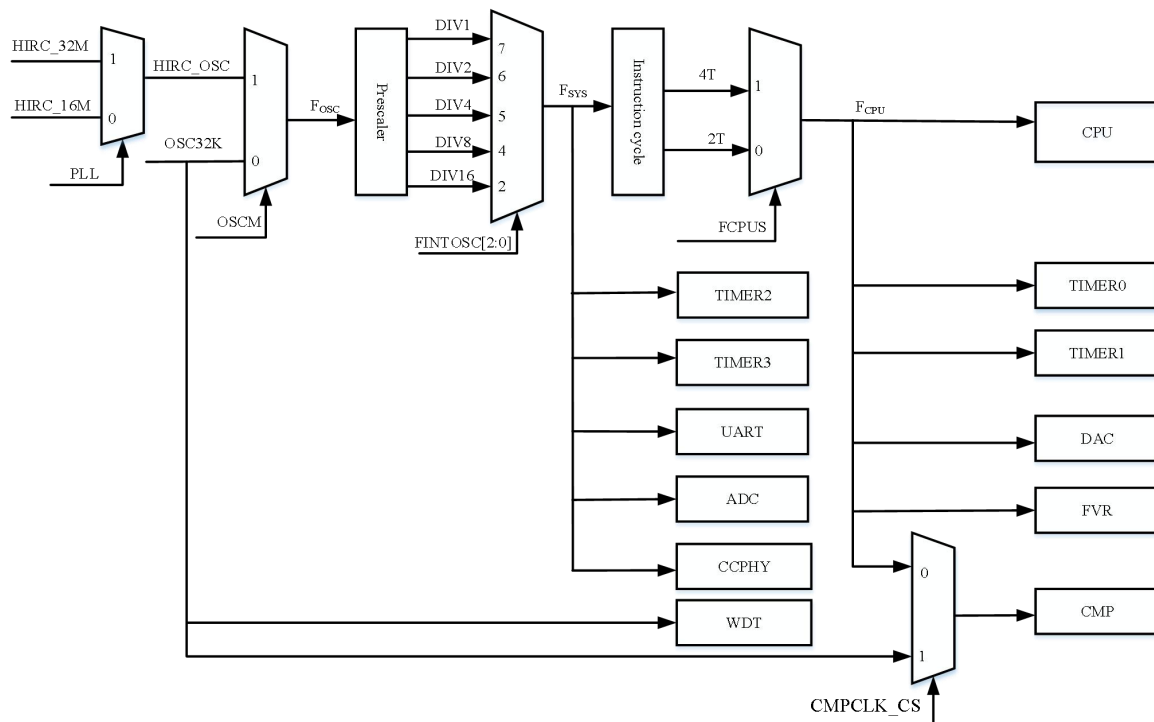 HIRC_32M
1
HIRC_16M
0
PLL
HIRC_OSC
OSC32K
1
0
OSCM
FOSC
Prescaler
DIV1
DIV2
DIV4
DIV8
DIV16
7
6
5
4
2
FINTOSC[2:0]
FSYS
Instruction cycle
4T
2T
1
0
FCPUS
FCPU
CPU
TIMER2
TIMER3
UART
ADC
CCPHY
WDT
TIMER0
TIMER1
DAC
FVR
0
1
CMP
CMPCLK_CS